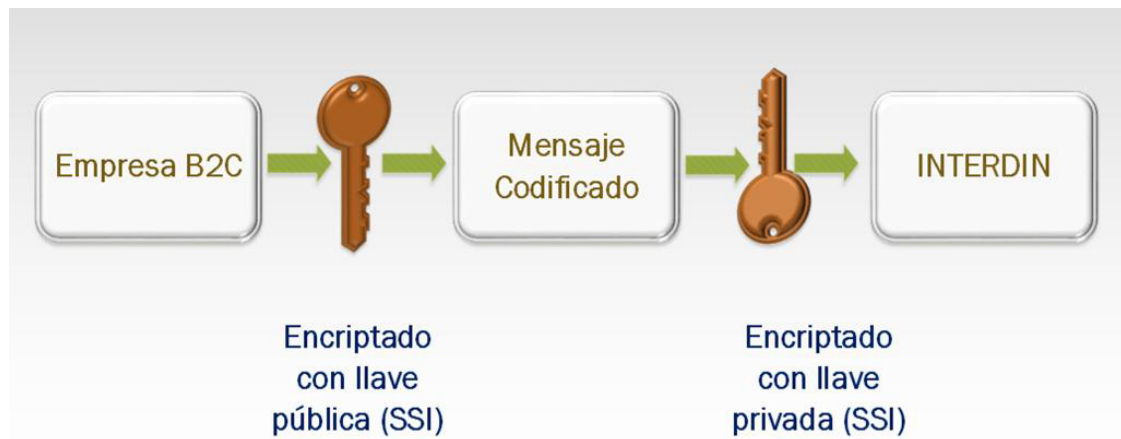 Empresa B2C
Mensaje
Codificado
INTERDIN
Encriptado
con llave
pública (SSI)
Encriptado
con llave
privada (SSI)